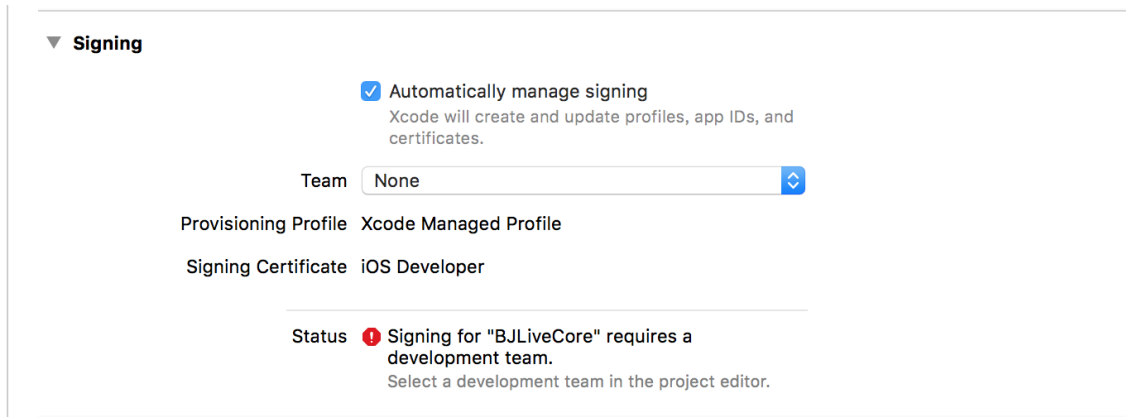 Signing
Automatically manage signing
Xcode will create and update profiles, app IDs, and
certificates.
Team None
Provisioning Profile Xcode Managed Profile
Signing Certificate iOS Developer
Status Signing for "BJLiveCore" requires a
development team.
Select a development team in the project editor.